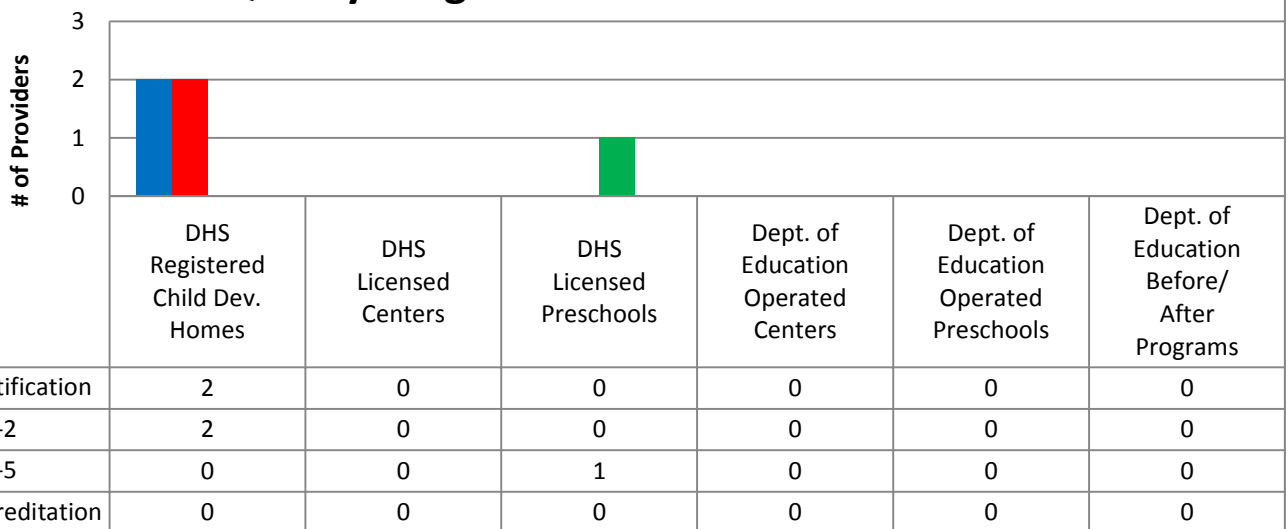 3
2
1
0
# of Providers
DHS
Registered
Child Dev.
Homes
DHS
Licensed
Centers
DHS
Licensed
Preschools
Dept. of
Education
Operated
Centers
Dept. of
Education
Operated
Preschools
Dept. of
Education
Before/
After
Programs
tification 2 0 0 0 0 0
-2 2 0 0 0 0 0
-5 0 0 1 0 0 0
reditation 0 0 0 0 0 0